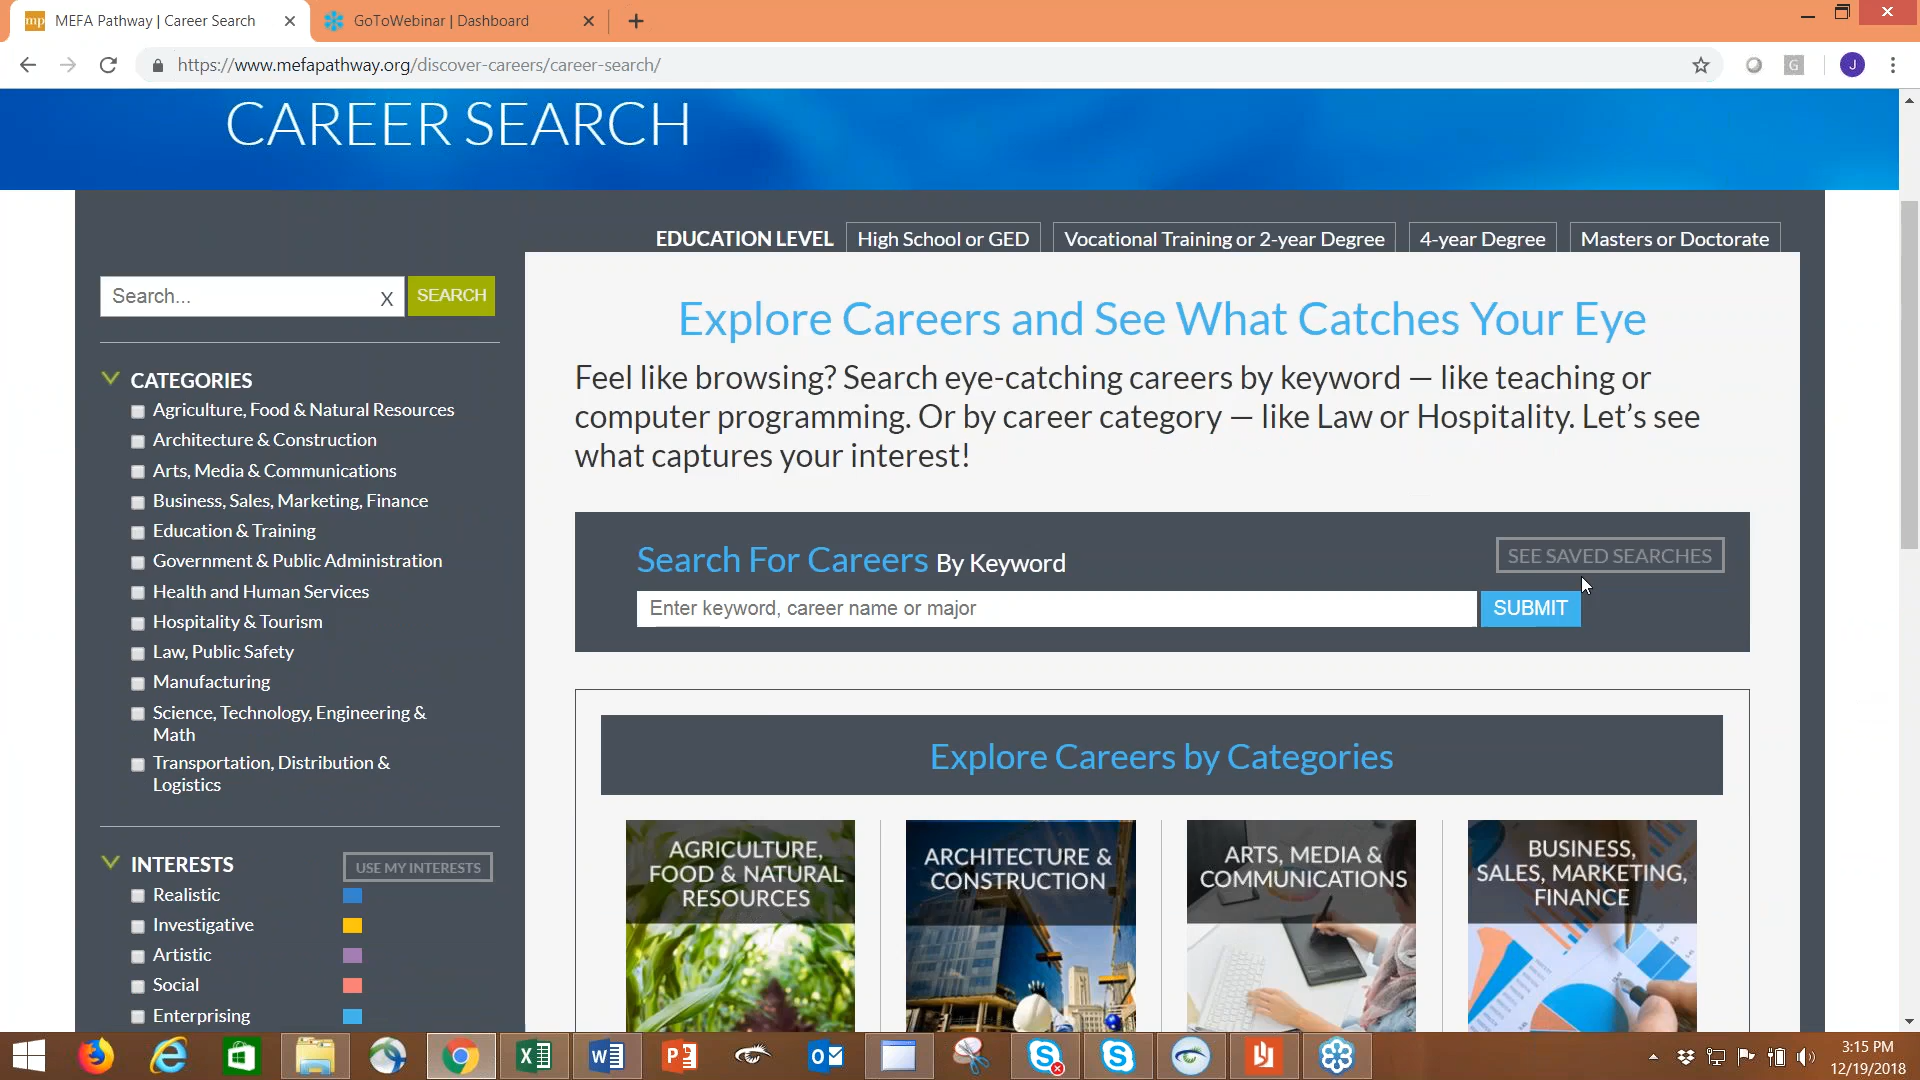 mp MEFA Pathway | Career Search
GoToWebinar | Dashboard
https://www.mefapathway.org/discover-careers/career-search/
G
J
CAREER SEARCH
EDUCATION LEVEL
High School or GED
Vocational Training or 2-year Degree
4-year Degree
Masters or Doctorate
Search...
X
SEARCH
CATEGORIES
Agriculture, Food & Natural Resources
Architecture & Construction
Arts, Media & Communications
Business, Sales, Marketing, Finance
Education & Training
Government & Public Administration
Health and Human Services
Hospitality & Tourism
Law, Public Safety
Manufacturing
Science, Technology, Engineering &
Math
Transportation, Distribution &
Logistics
INTERESTS
USE MY INTERESTS
Realistic
Investigative
Artistic
Social
Enterprising
Explore Careers and See What Catches Your Eye
Feel like browsing? Search eye-catching careers by keyword — like teaching or
computer programming. Or by career category — like Law or Hospitality. Let's see
what captures your interest!
Search For Careers By Keyword
SEE SAVED SEARCHES
Enter keyword, career name or major
SUBMIT
Explore Careers by Categories
AGRICULTURE,
FOOD & NATURAL
RESOURCES
ARCHITECTURE &
CONSTRUCTION
ARTS, MEDIA &
COMMUNICATIONS
BUSINESS,
SALES, MARKETING,
FINANCE
3:15 PM
12/19/2018